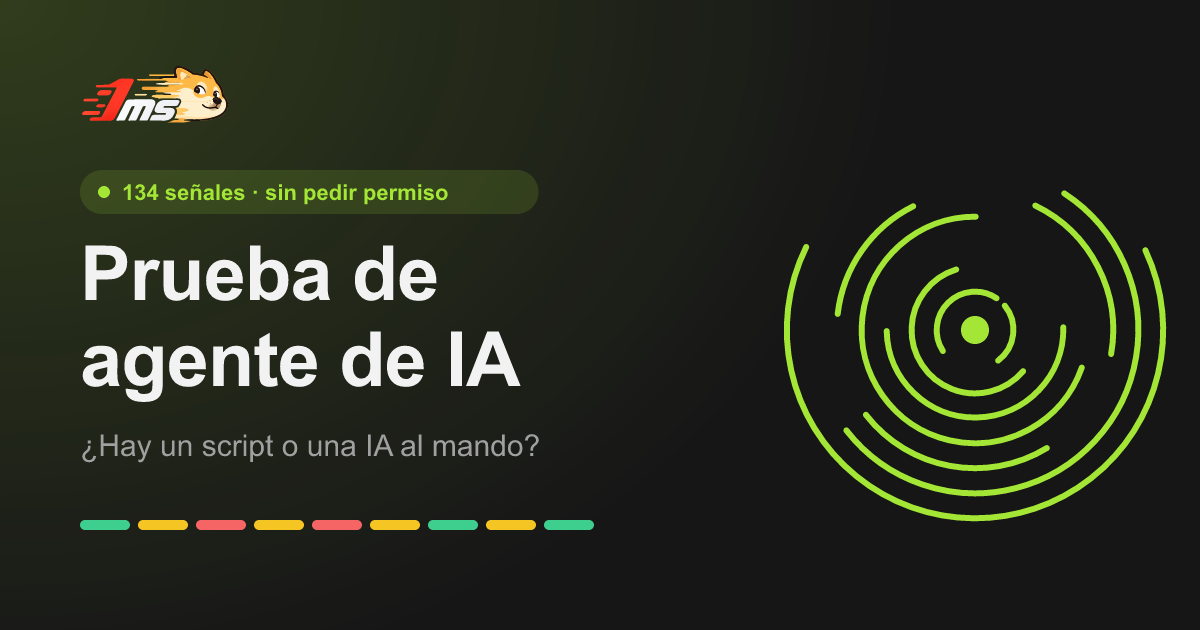 1ms
134 señales · sin pedir permiso
Prueba de
agente de IA
¿Hay un script o una IA al mando?